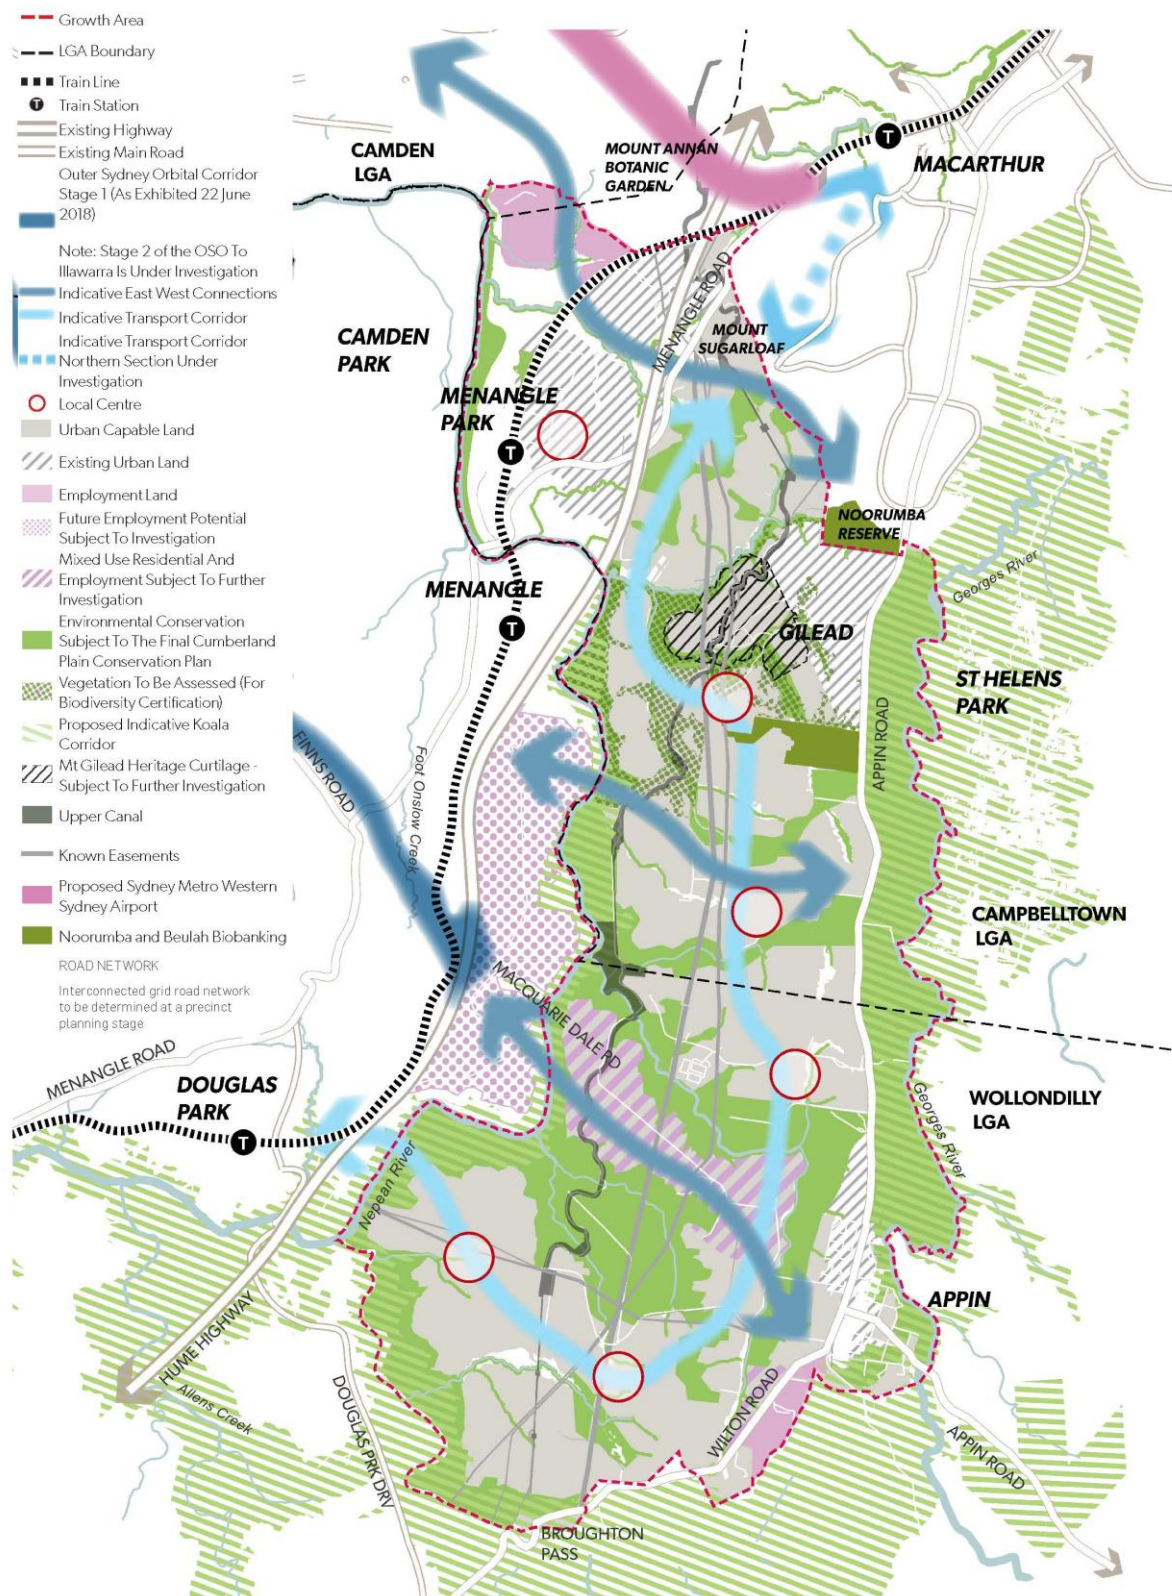 Growth Area
LGA Boundary
Train Line
T
Train Station
Existing Highway
Existing Main Road
Outer Sydney Orbital Corridor
Stage 1 (As Exhibited 22 June
2018)
Note: Stage 2 of the OSO To
Illawarra Is Under Investigation
Indicative East West Connections
Indicative Transport Corridor
Indicative Transport Corridor
Northern Section Under
Investigation
Local Centre
Urban Capable Land
Existing Urban Land
Employment Land
Future Employment Potential
Subject To Investigation
Mixed Use Residential And
Employment Subject To Further
Investigation
Environmental Conservation
Subject To The Final Cumberland
Plain Conservation Plan
Vegetation To Be Assessed (For
Biodiversity Certification)
Proposed Indicative Koala
Corridor
Mt Gilead Heritage Curtilage -
Subject To Further Investigation
Upper Canal
Known Easements
Proposed Sydney Metro Western
Sydney Airport
Noorumba and Beulah Biobanking
ROAD NETWORK
Interconnected grid road network
to be determined at a precinct
planning stage
CAMDEN
LGA
MOUNT ANNAN
BOTANIC
GARDEN
T
MACARTHUR
CAMDEN
PARK
MENANGLE ROAD
MOUNT
SUGARLOAF
MENANGLE
PARK
T
NOORUMBA
RESERVE
Georges River
MENANGLE
T
GILEAD
ST HELENS
PARK
APPIN ROAD
FINNS ROAD
Foot Onslow Creek
CAMPBELLTOWN
LGA
MACQUARIE DALE RD
MENANGLE ROAD
DOUGLAS
PARK
T
WOLLONDILLY
LGA
Georges River
Nepean River
APPIN
HUME HIGHWAY
Allens Creek
DOUGLAS PRK DRV
WILTON ROAD
APPIN ROAD
BROUGHTON
PASS